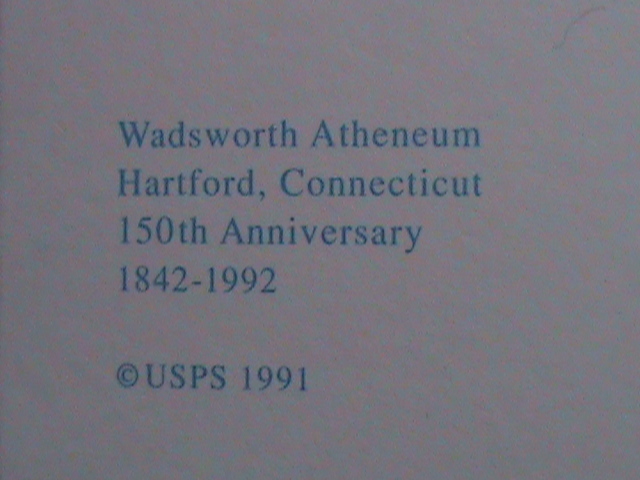 Wadsworth Atheneum
Hartford, Connecticut
150th Anniversary
1842-1992
©USPS 1991